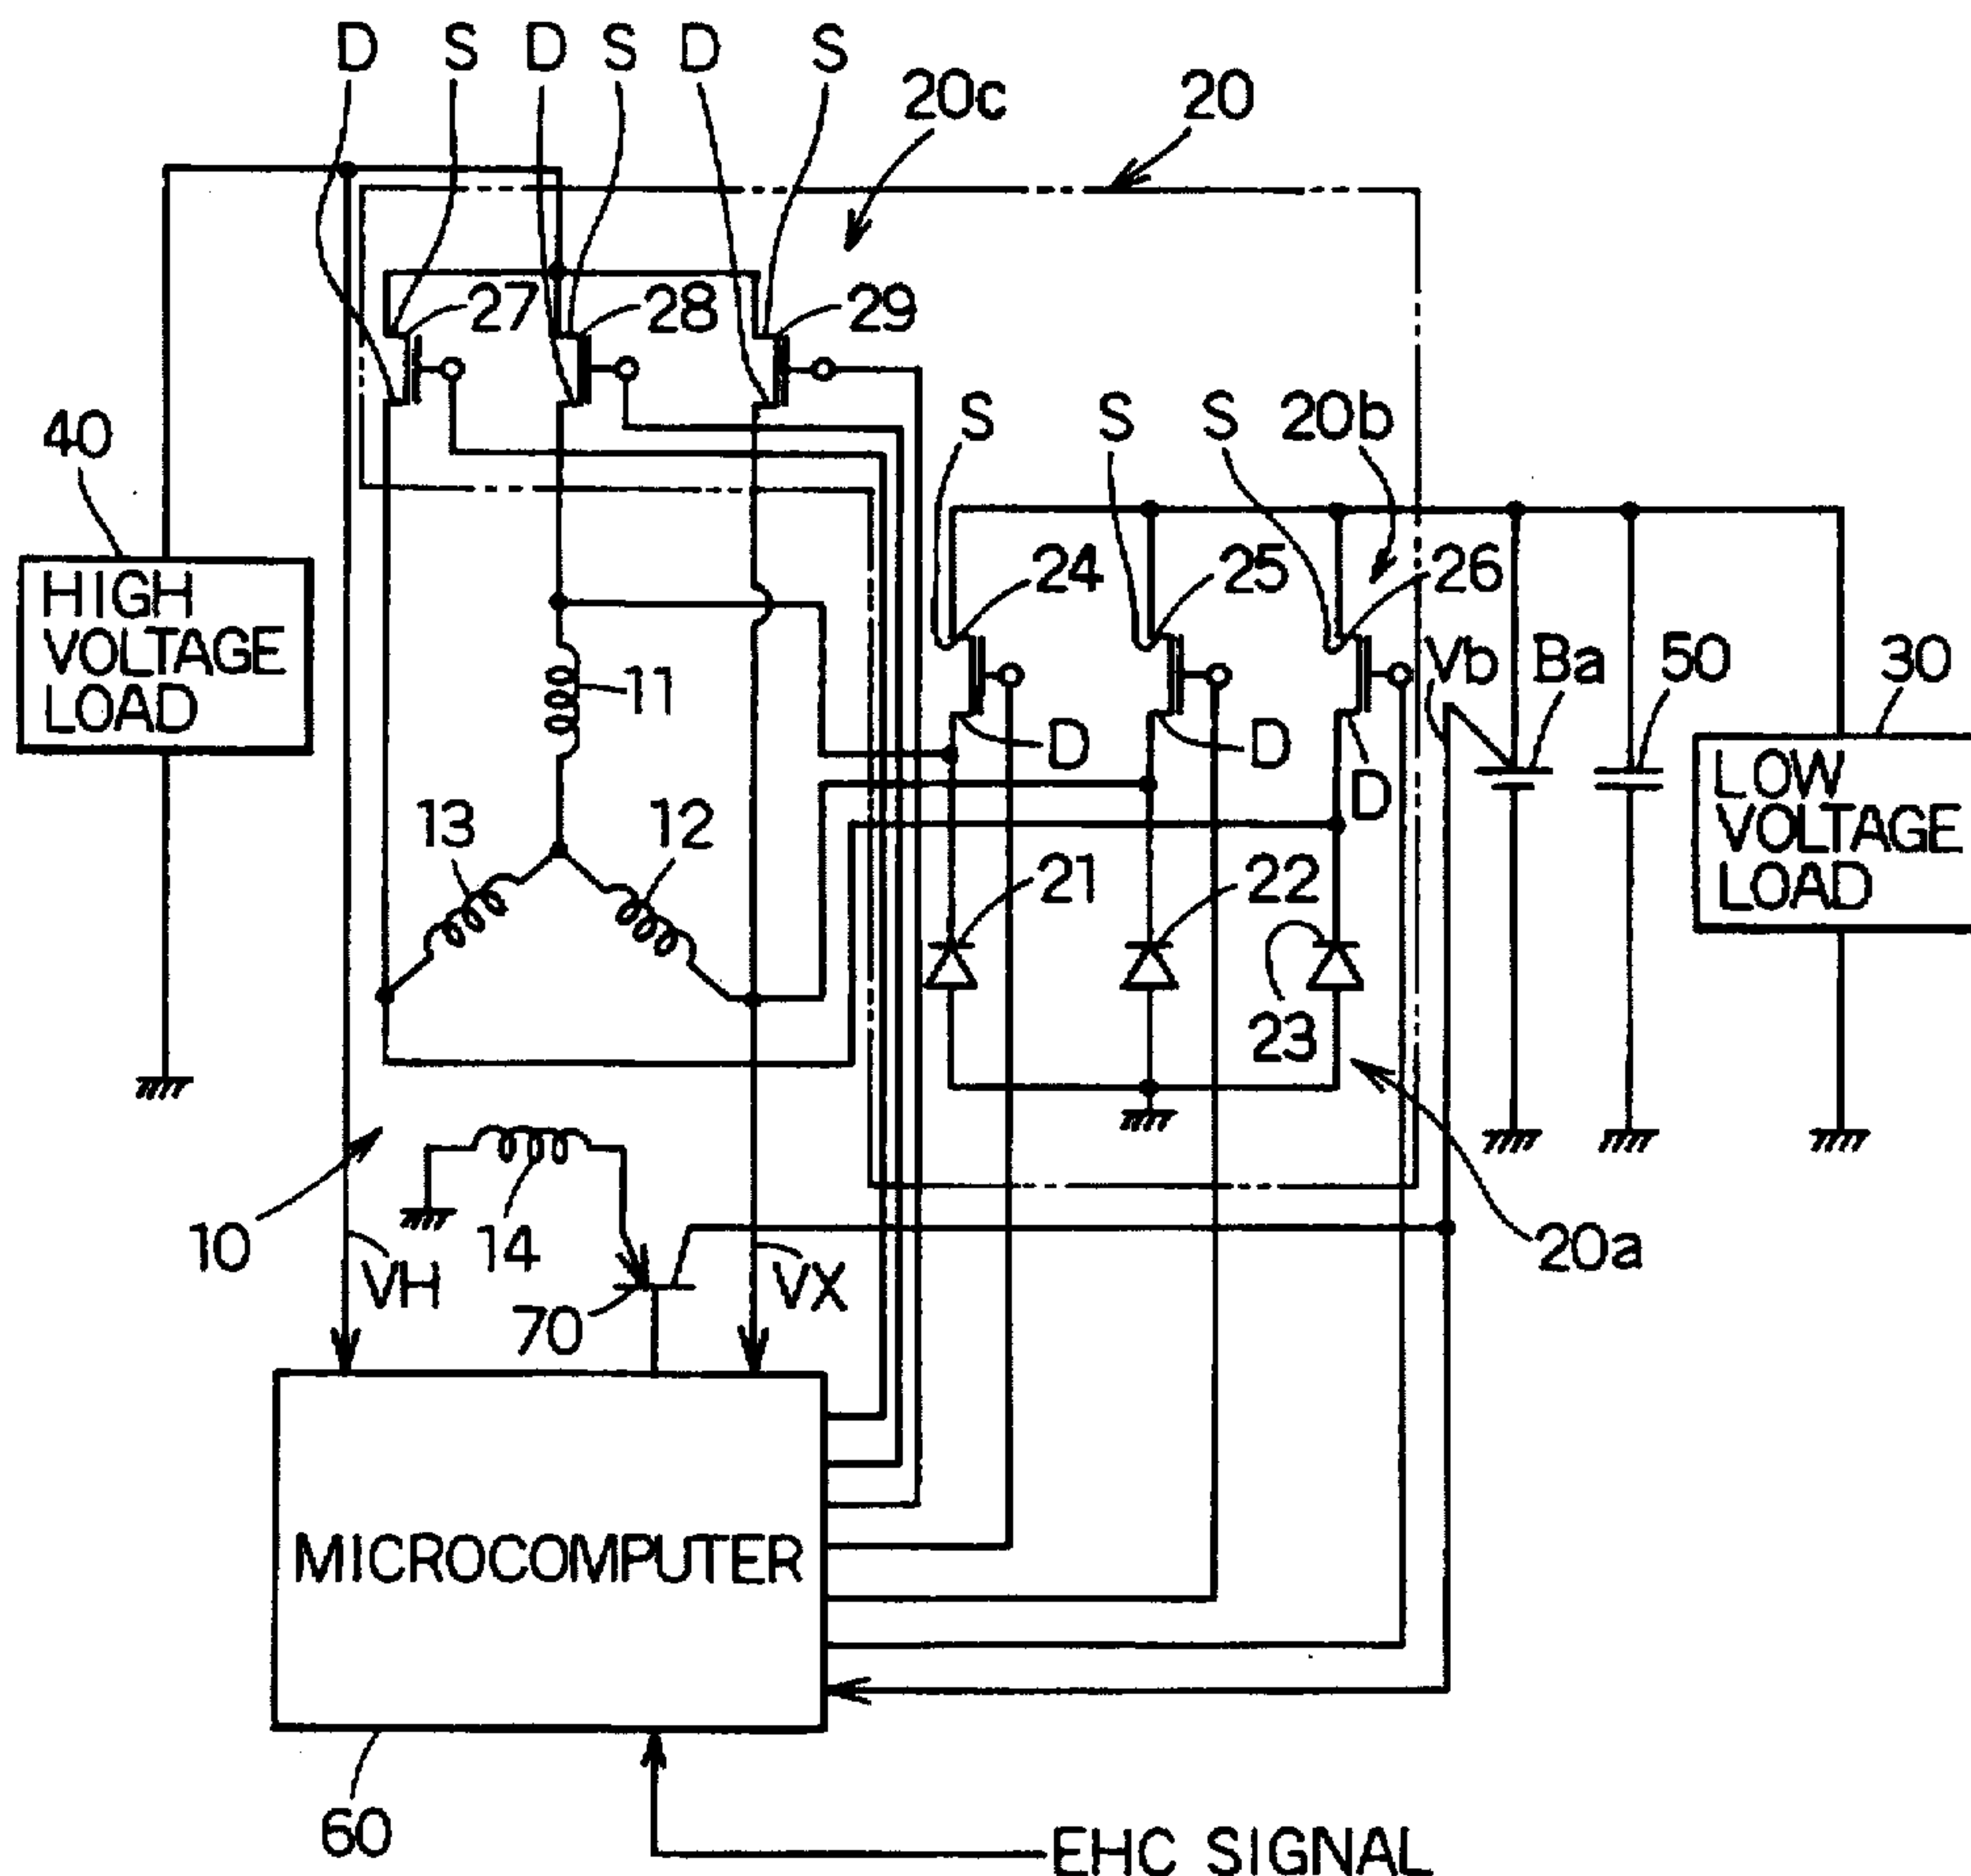 D S D S D S
20c 20
27 28 29
40
S S S 20b
HIGH
VOLTAGE
LOAD
24 25 26
11
Vb Ba 50 30
D D D
LOW
VOLTAGE
LOAD
13 12
21 22
23
10 14
VH VX
20a
70
MICROCOMPUTER
60
EHC SIGNAL